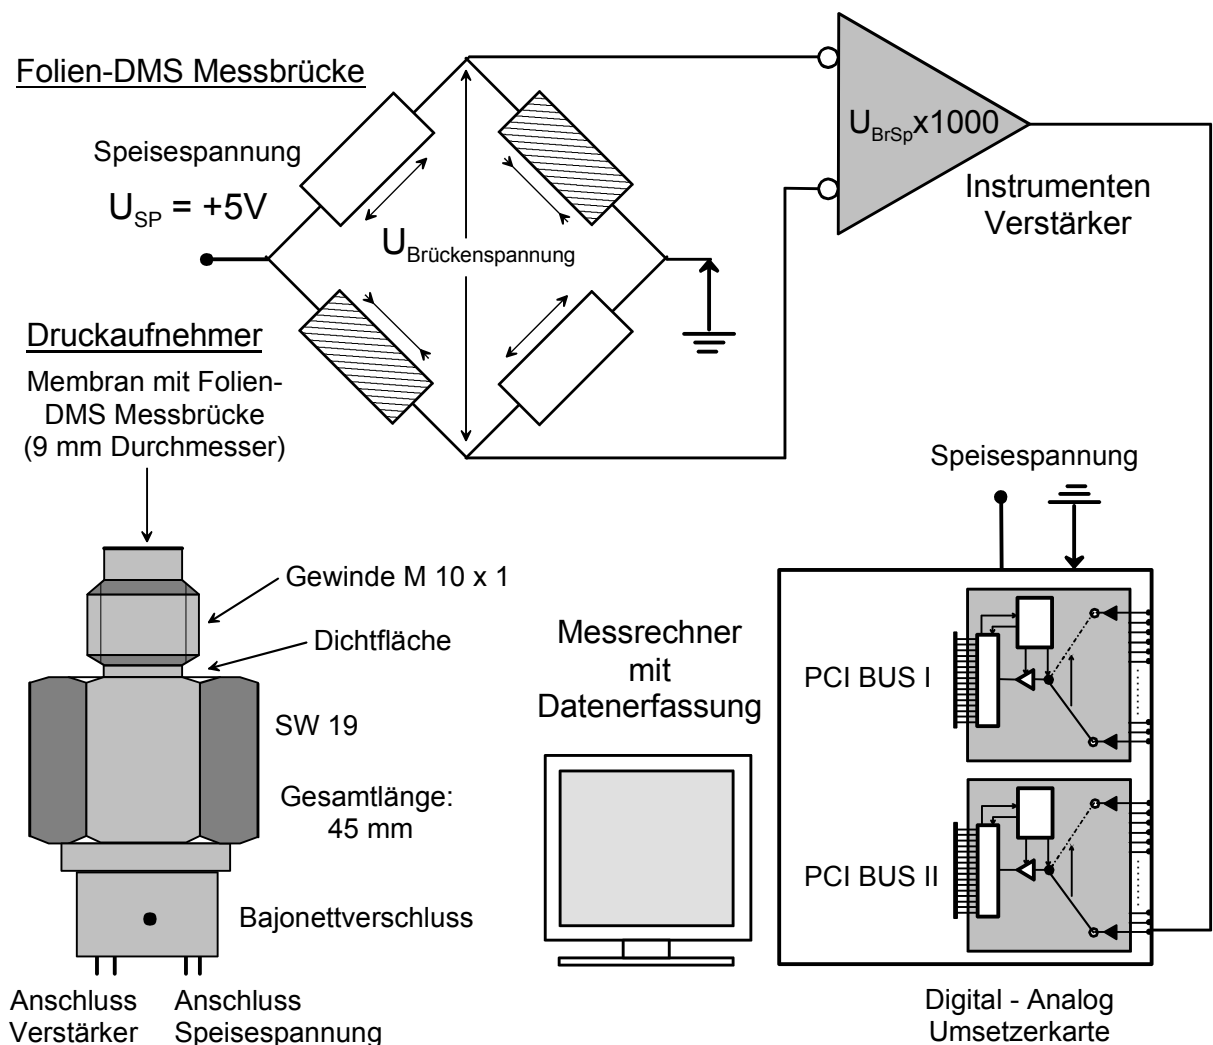 Folien-DMS Messbrücke
Speisespannung
U_SP = +5V
U_Brückenspannung
U_BrSp x1000
Instrumenten
Verstärker
Druckaufnehmer
Membran mit Folien-
DMS Messbrücke
(9 mm Durchmesser)
Gewinde M 10 x 1
Dichtfläche
SW 19
Gesamtlänge:
45 mm
Bajonettverschluss
Anschluss
Verstärker
Anschluss
Speisespannung
Messrechner
mit
Datenerfassung
Speisespannung
PCI BUS I
PCI BUS II
Digital - Analog
Umsetzerkarte